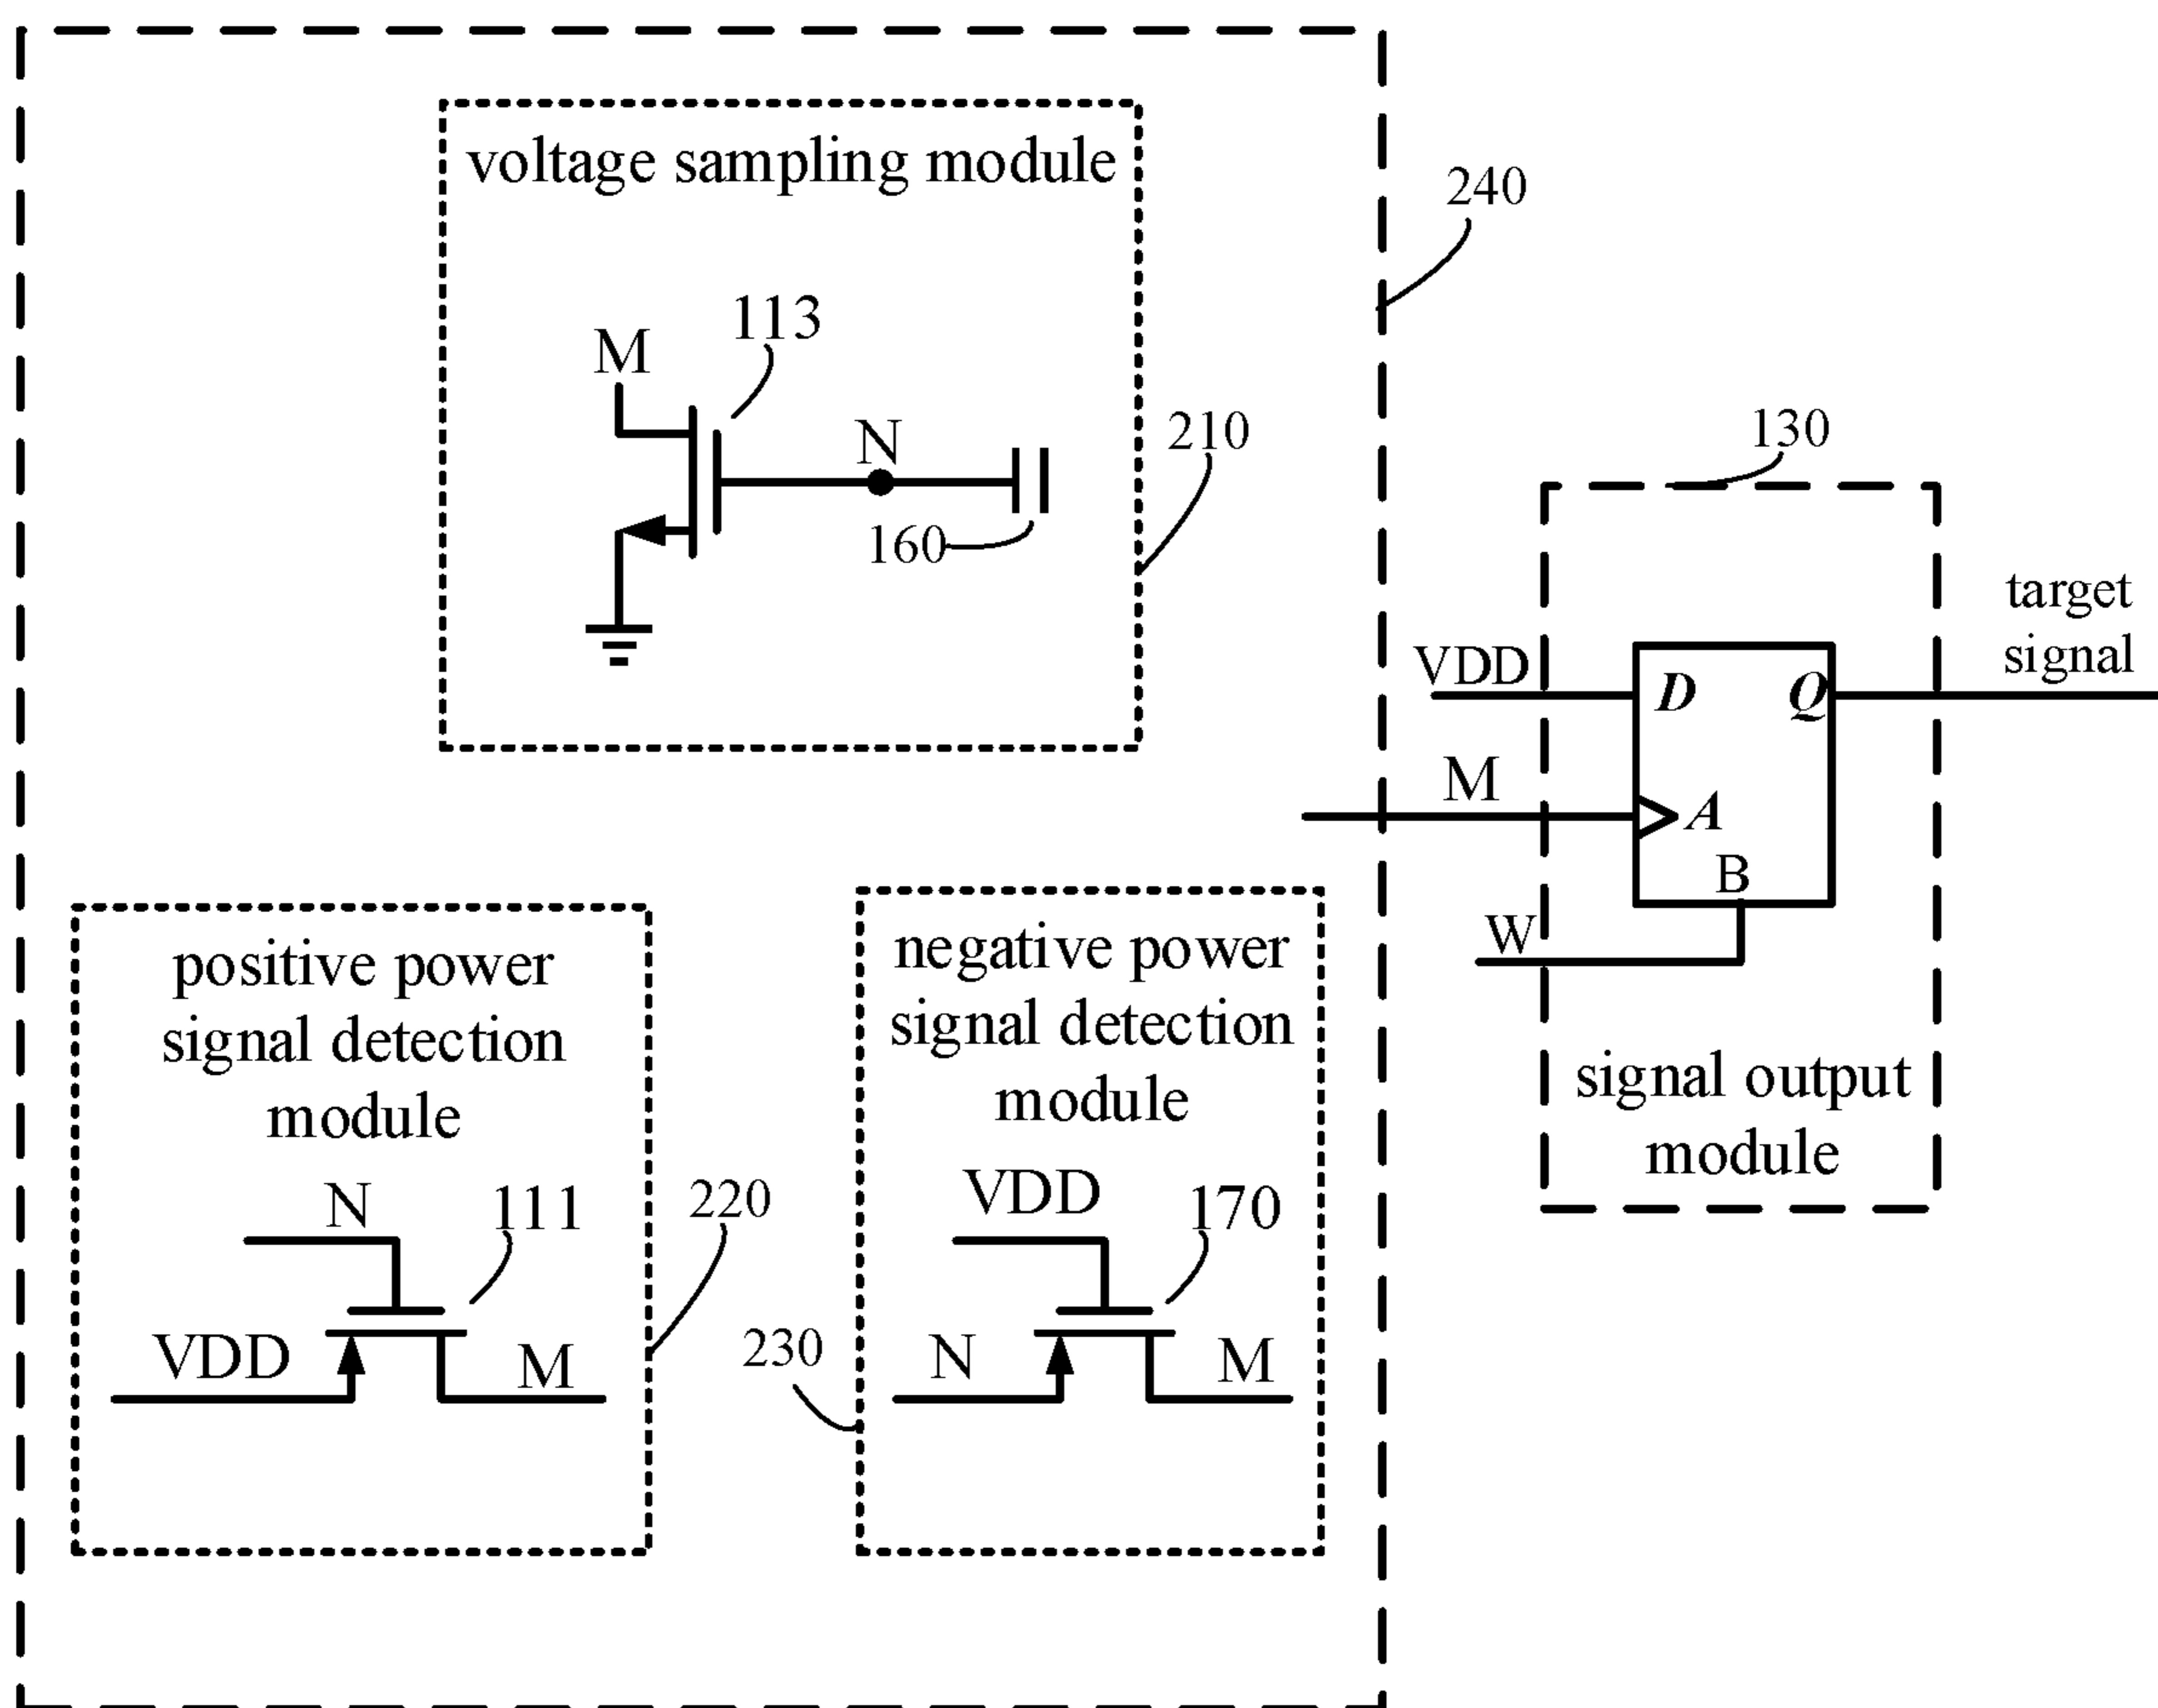 voltage sampling module
M
113
N
160
210
240
130
VDD
D
Q
target
signal
M
A
B
W
signal output
module
positive power
signal detection
module
N
111
VDD
M
220
negative power
signal detection
module
VDD
170
N
M
230